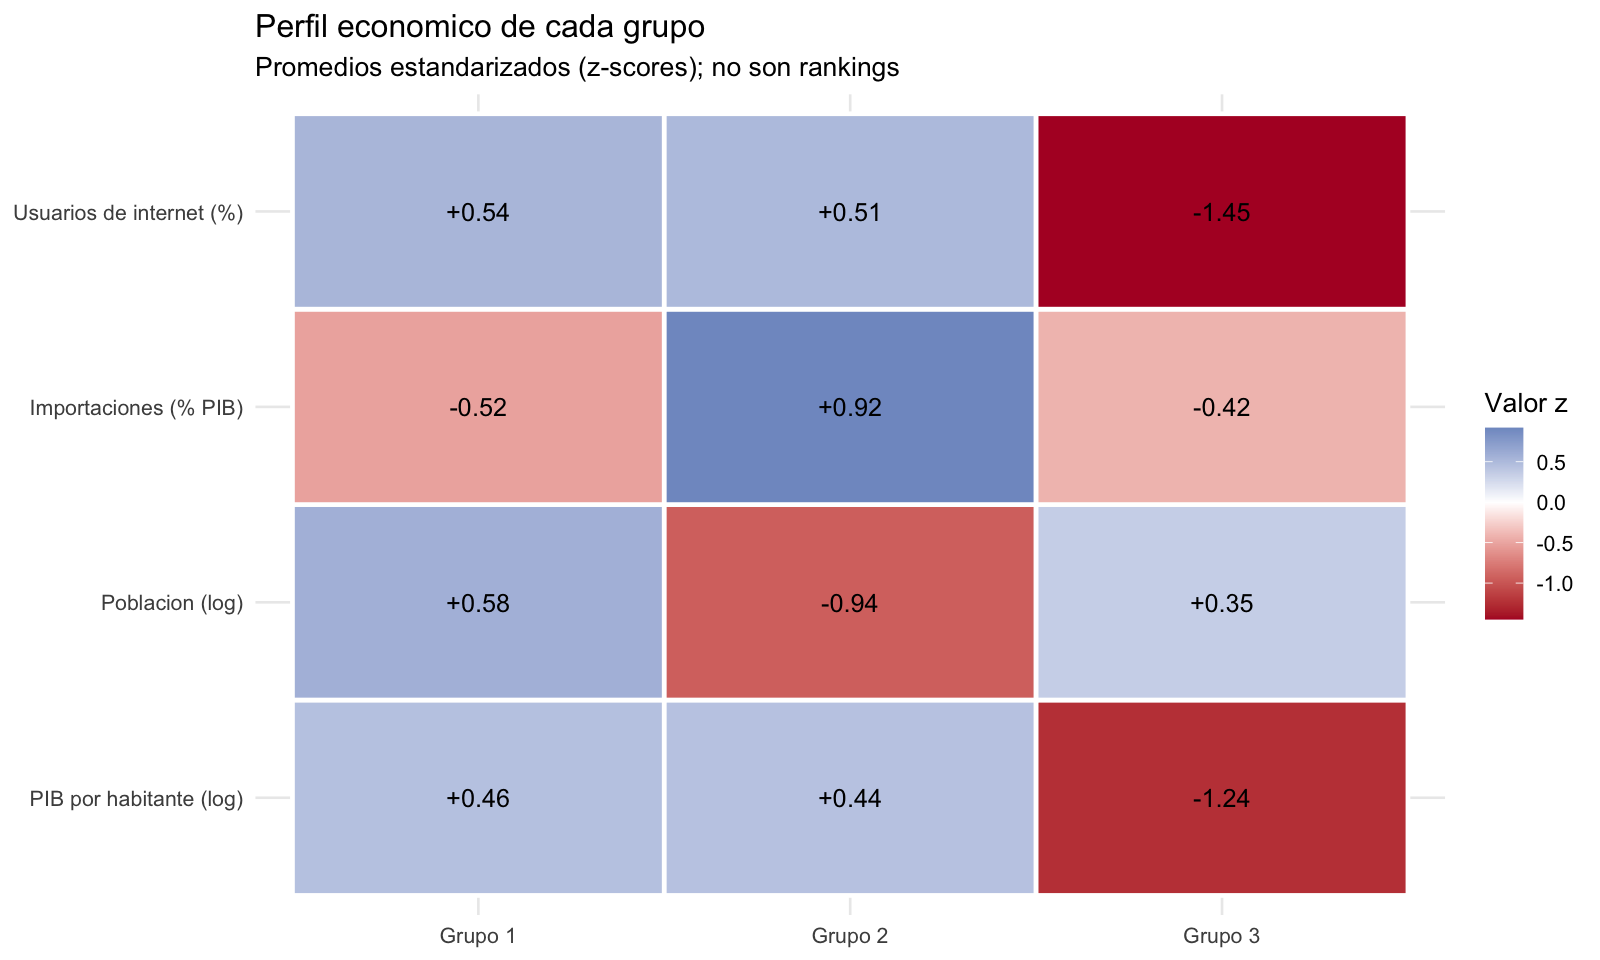 Perfil economico de cada grupo
Promedios estandarizados (z-scores); no son rankings
Usuarios de internet (%)
+0.54
+0.51
-1.45
Importaciones (% PIB)
-0.52
+0.92
-0.42
Poblacion (log)
+0.58
-0.94
+0.35
PIB por habitante (log)
+0.46
+0.44
-1.24
Grupo 1
Grupo 2
Grupo 3
Valor z
0.5
0.0
-0.5
-1.0